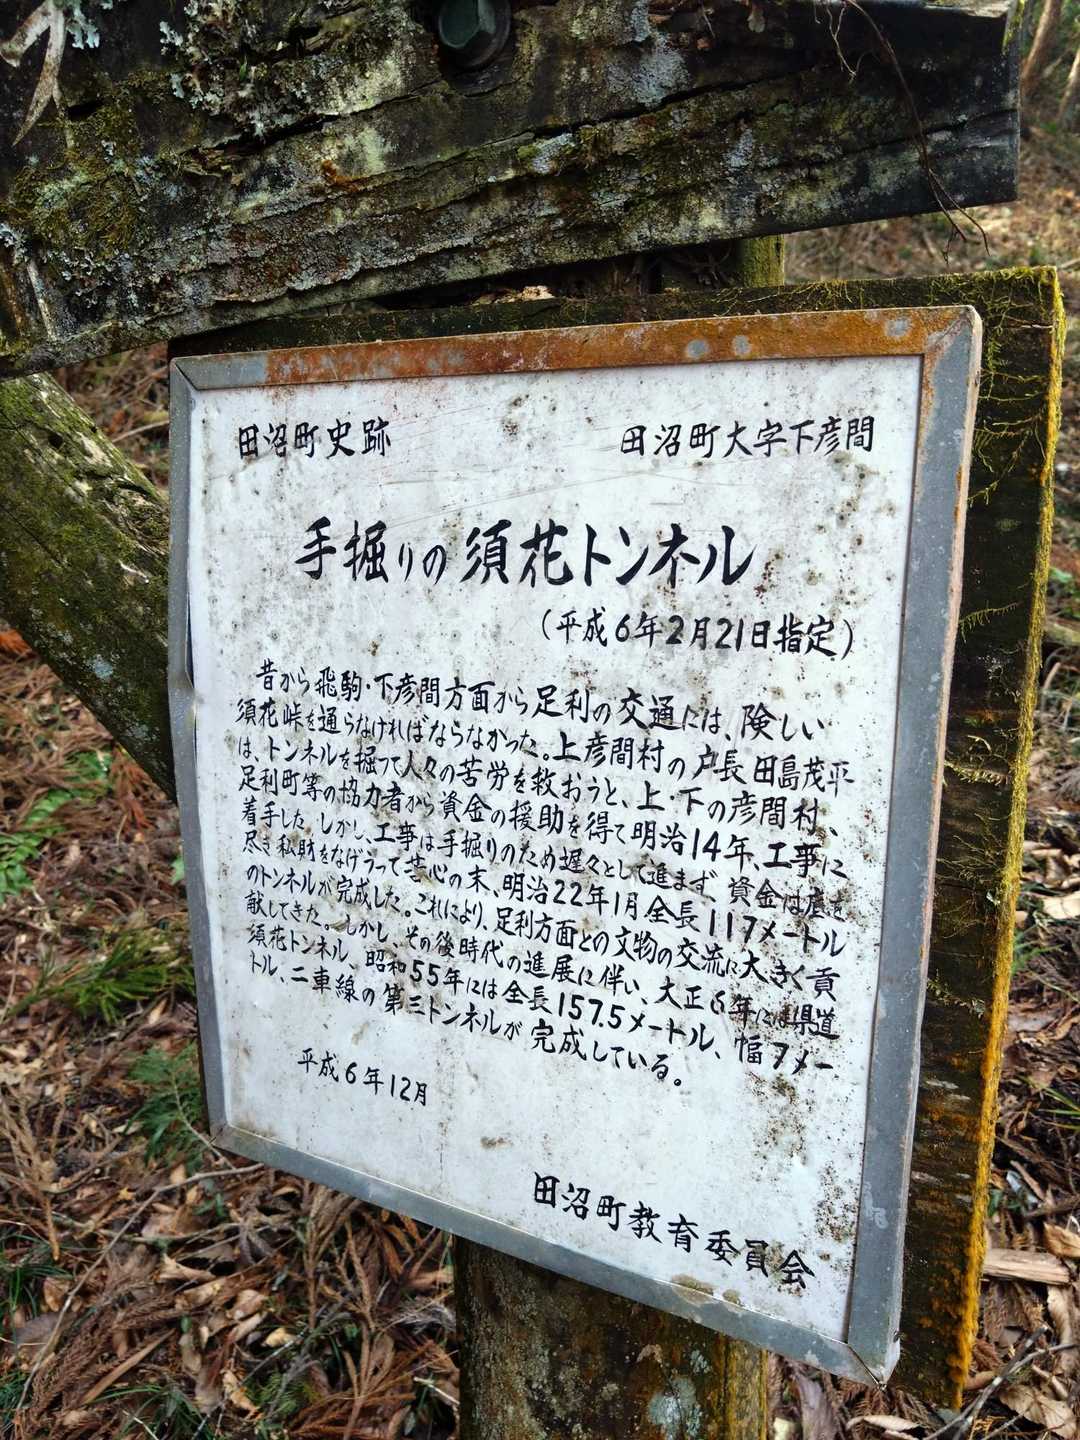 田沼町史跡
田沼町大字下彦間
手掘りの須花トンネル
（平成6年2月21日指定）
昔から飛駒・下彦間方面から足利の交通には、険しい
須花峠を通らなければならなかった。上彦間村の戸長田島茂平
は、トンネルを掘って人々の苦労を救おうと、上・下の彦間村、
足利町等の協力者から資金の援助を得て明治14年、工事に
着手した。しかし、工事は手掘りのため遅々として進まず、資金は底を
尽き私財をなげうって苦心の末、明治22年1月全長117メートル
のトンネルが完成した。これにより、足利方面との文物の交流に大きく貢
献してきた。しかし、その後時代の進展に伴い、大正6年には県道
須花トンネル、昭和55年には全長157.5メートル、幅7メー
トル、二車線の第三トンネルが完成している。
平成6年12月
田沼町教育委員会